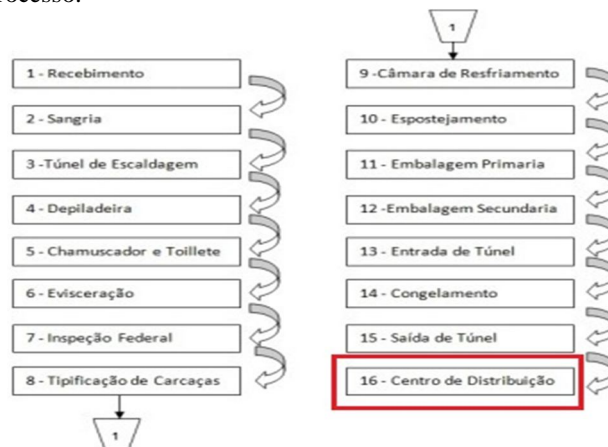 1 - Recebimento
2 - Sangria
3 -Túnel de Escaldagem
4 - Depiladeira
5 - Chamuscador e Toillete
6 - Evisceração
7 - Inspeção Federal
8 - Tipificação de Carcaças
1
1
9 -Câmara de Resfriamento
10 - Espostejamento
11 - Embalagem Primaria
12 -Embalagem Secundaria
13 - Entrada de Túnel
14 - Congelamento
15 - Saída de Túnel
16 - Centro de Distribuição